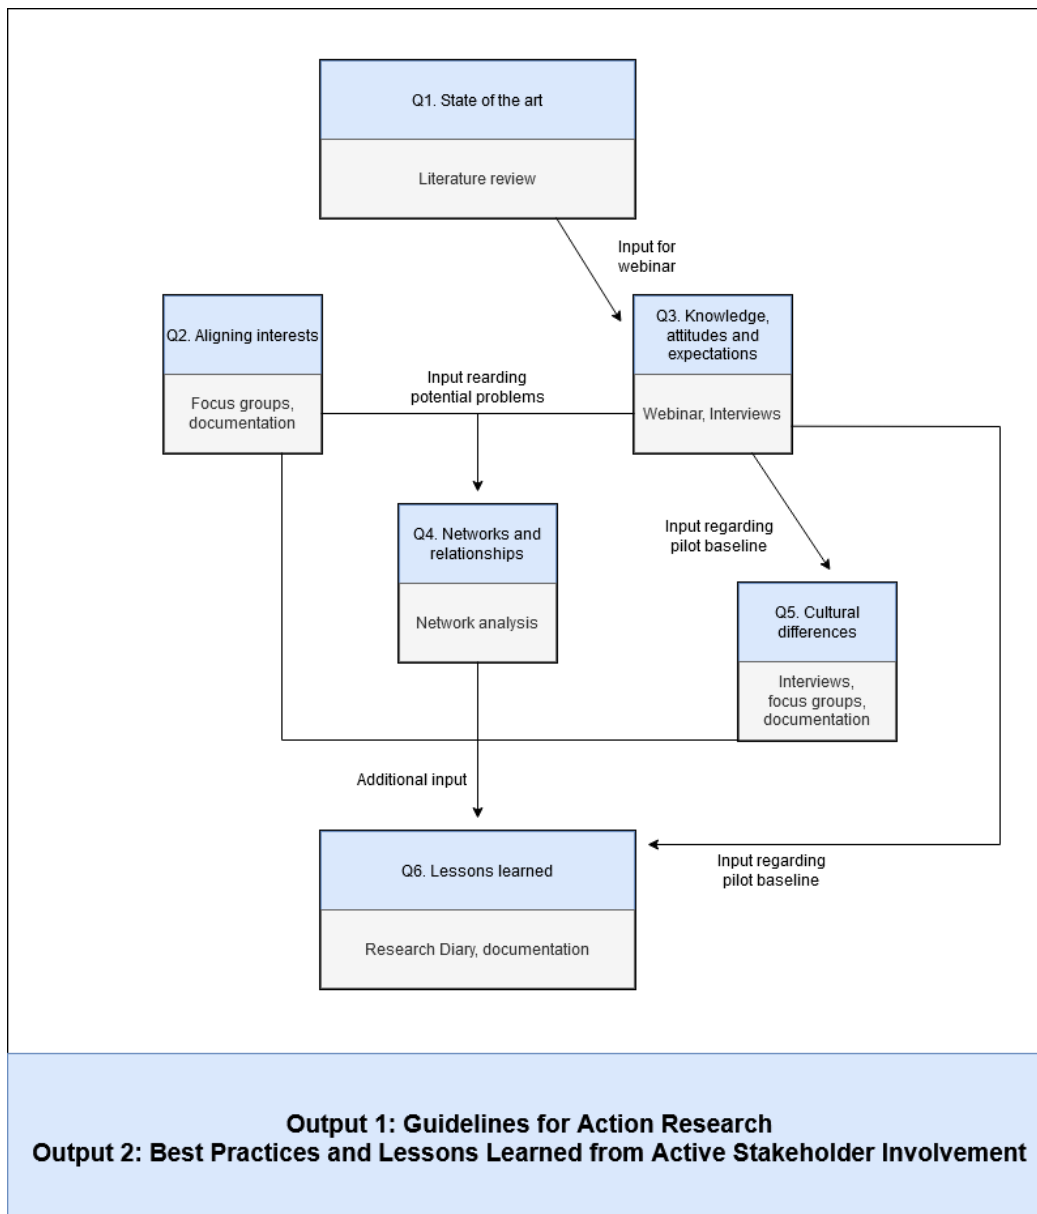 Q1. State of the art
Literature review
Input for
webinar
Q2. Aligning interests
Focus groups,
documentation
Q3. Knowledge,
attitudes and
expectations
Webinar, Interviews
Input rearding
potential problems
Q4. Networks and
relationships
Network analysis
Input regarding
pilot baseline
Q5. Cultural
differences
Interviews,
focus groups,
documentation
Additional input
Q6. Lessons learned
Research Diary, documentation
Input regarding
pilot baseline
Output 1: Guidelines for Action Research
Output 2: Best Practices and Lessons Learned from Active Stakeholder Involvement